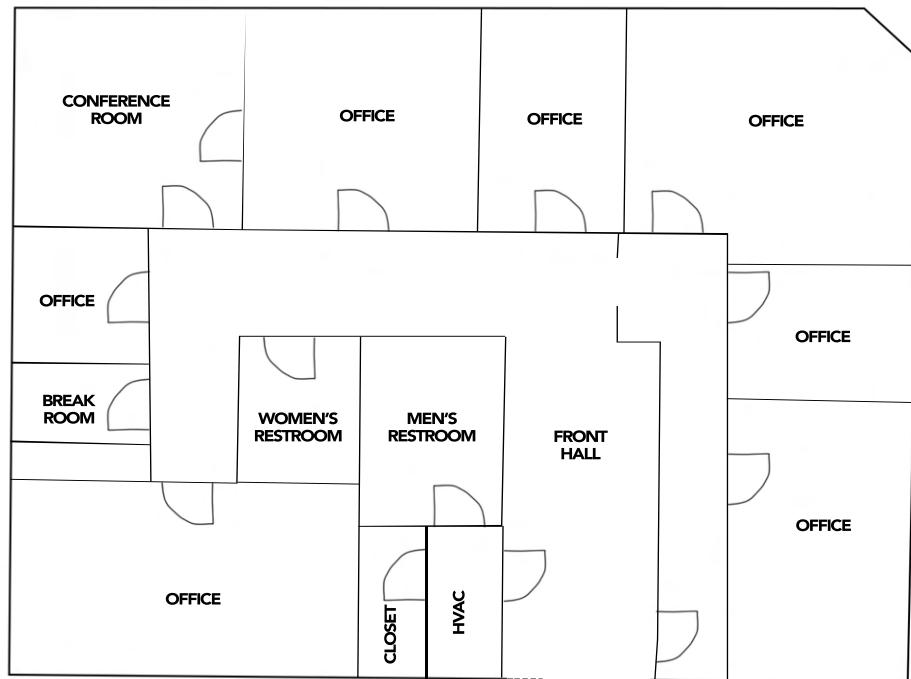 CONFERENCE
ROOM
OFFICE
OFFICE
OFFICE
OFFICE
OFFICE
BREAK
ROOM
WOMEN'S
RESTROOM
MEN'S
RESTROOM
FRONT
HALL
OFFICE
OFFICE
CLOSET
HVAC